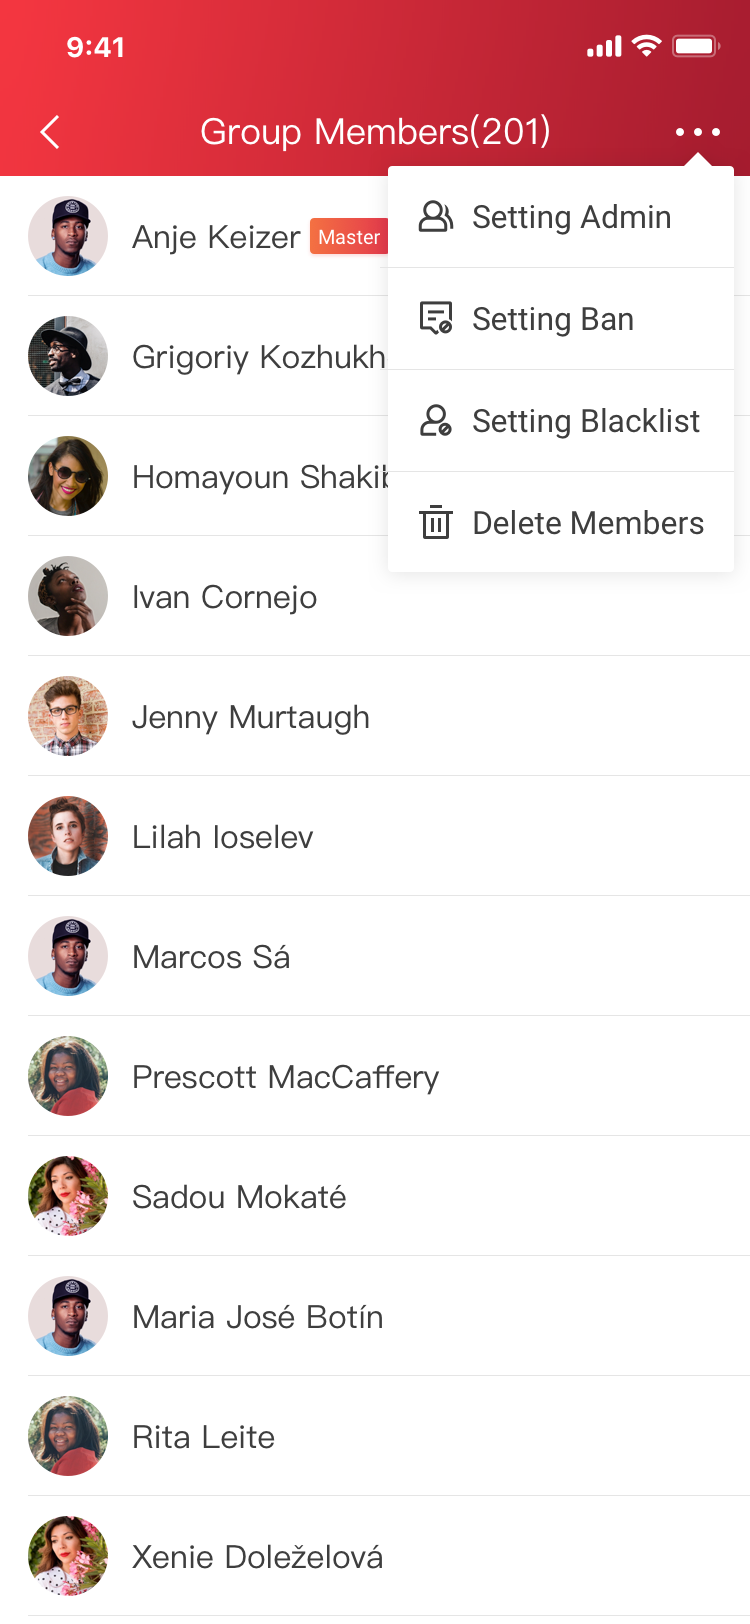 9:41
Group Members(201)
Anje Keizer Master
Setting Admin
Grigoriy Kozhukh
Setting Ban
Homayoun
Setting Blacklist
Delete Members
Ivan Cornejo
Jenny Murtaugh
Lilah Ioselev
Marcos Sá
Prescott MacCaffery
Sadou Mokaté
Maria José Botín
Rita Leite
Xenie Doleželová